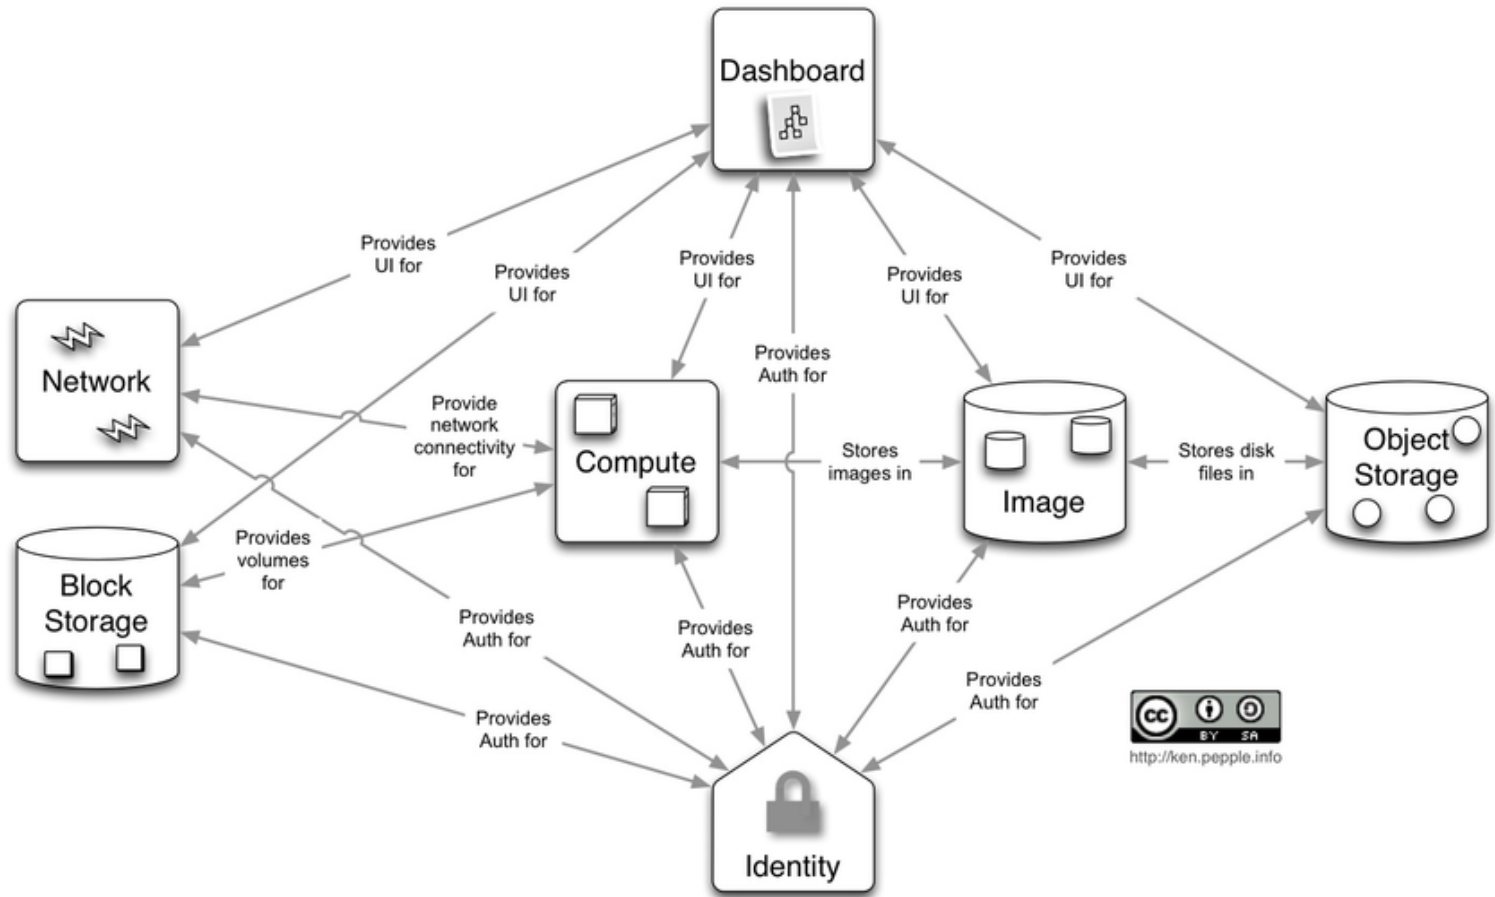 Dashboard
Provides
UI for
Provides
UI for
Provides
UI for
Provides
UI for
Provides
UI for
Network
Provides
Auth for
Provide
network
connectivity
for
Compute
Stores
images in
Image
Stores disk
files in
Object
Storage
Provides
volumes
for
Block
Storage
Provides
Auth for
Provides
Auth for
Provides
Auth for
Provides
Auth for
Provides
Auth for
Identity
cc
BY SA
http://ken.pepple.info